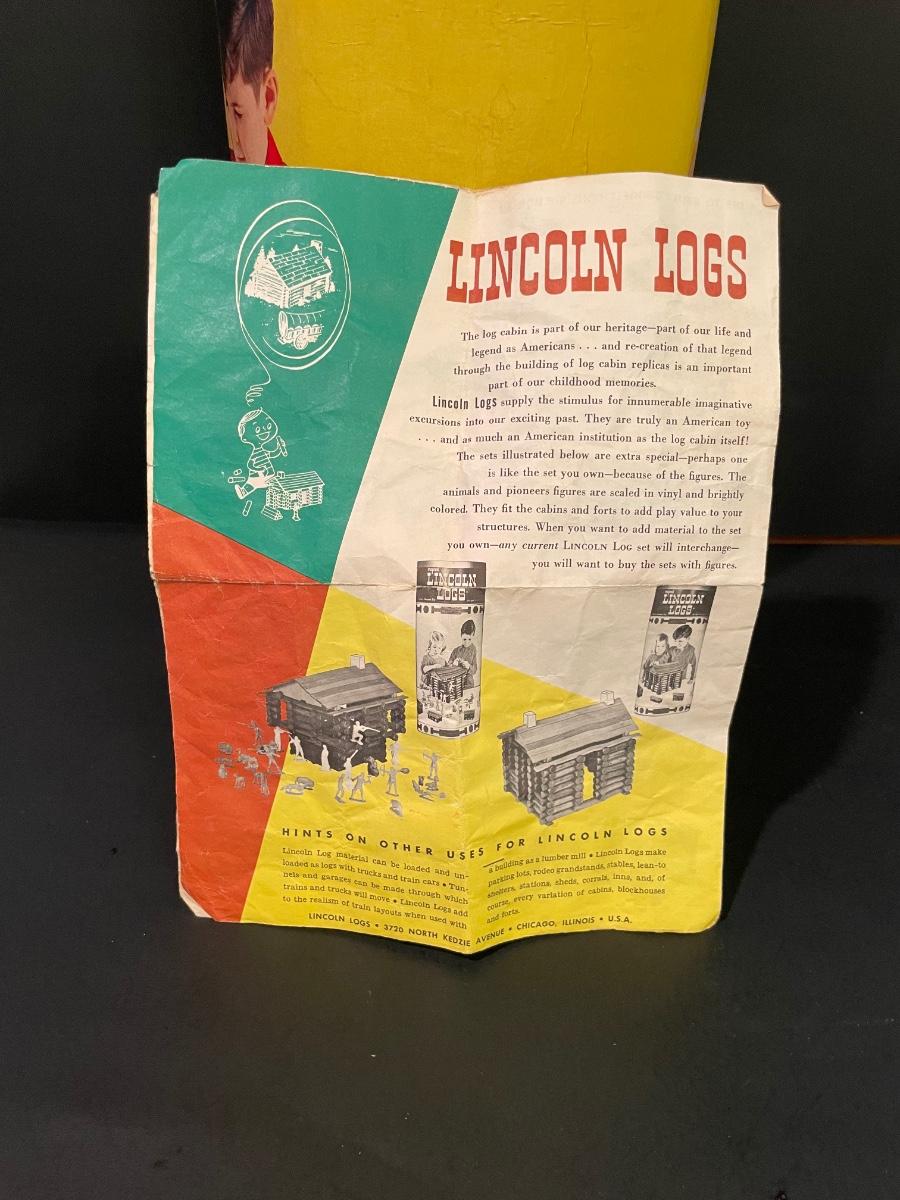 LINCOLN LOGS
The log cabin is part of our heritage—part of our life and
legend as Americans . . . and re-creation of that legend
through the building of log cabin replicas is an important
part of our childhood memories.
Lincoln Logs supply the stimulus for innumerable imaginative
excursions into our exciting past. They are truly an American toy
. . . and as much an American institution as the log cabin itself!
The sets illustrated below are extra special—perhaps one
is like the set you own—because of the figures. The
animals and pioneers figures are scaled in vinyl and brightly
colored. They fit the cabins and forts to add play value to your
structures. When you want to add material to the set
you own—any current LINCOLN LOG set will interchange—
you will want to buy the sets with figures.
LINCOLN
LOGS
LINCOLN
LOGS
HINTS ON OTHER USES FOR LINCOLN LOGS
Lincoln Log material can be loaded and un-
loaded as logs with trucks and train cars • Tun-
nels and garages can be made through which
trains and trucks will move • Lincoln Logs add
to the realism of train layouts when used with
a building as a lumber mill • Lincoln Logs make
parking lots, rodeo grandstands, stables, lean-to
shelters, stations, sheds, corrals, inns, and, of
course, every variation of cabins, blockhouses
and forts.
LINCOLN LOGS • 3720 NORTH KEDZIE AVENUE • CHICAGO, ILLINOIS • U.S.A.